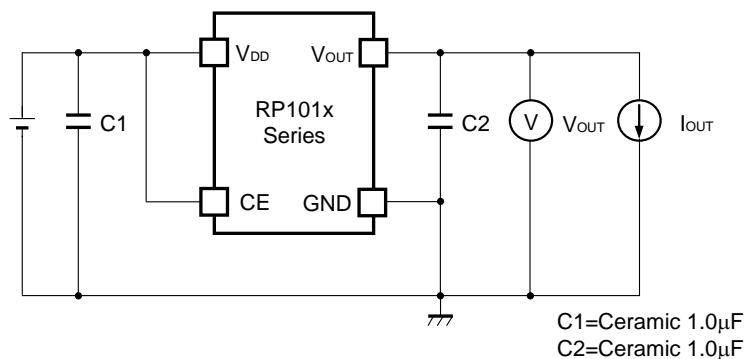 VDD
VOUT
C1
RP101x
Series
C2
V
VOUT
IOUT
CE
GND
C1=Ceramic 1.0μF
C2=Ceramic 1.0μF